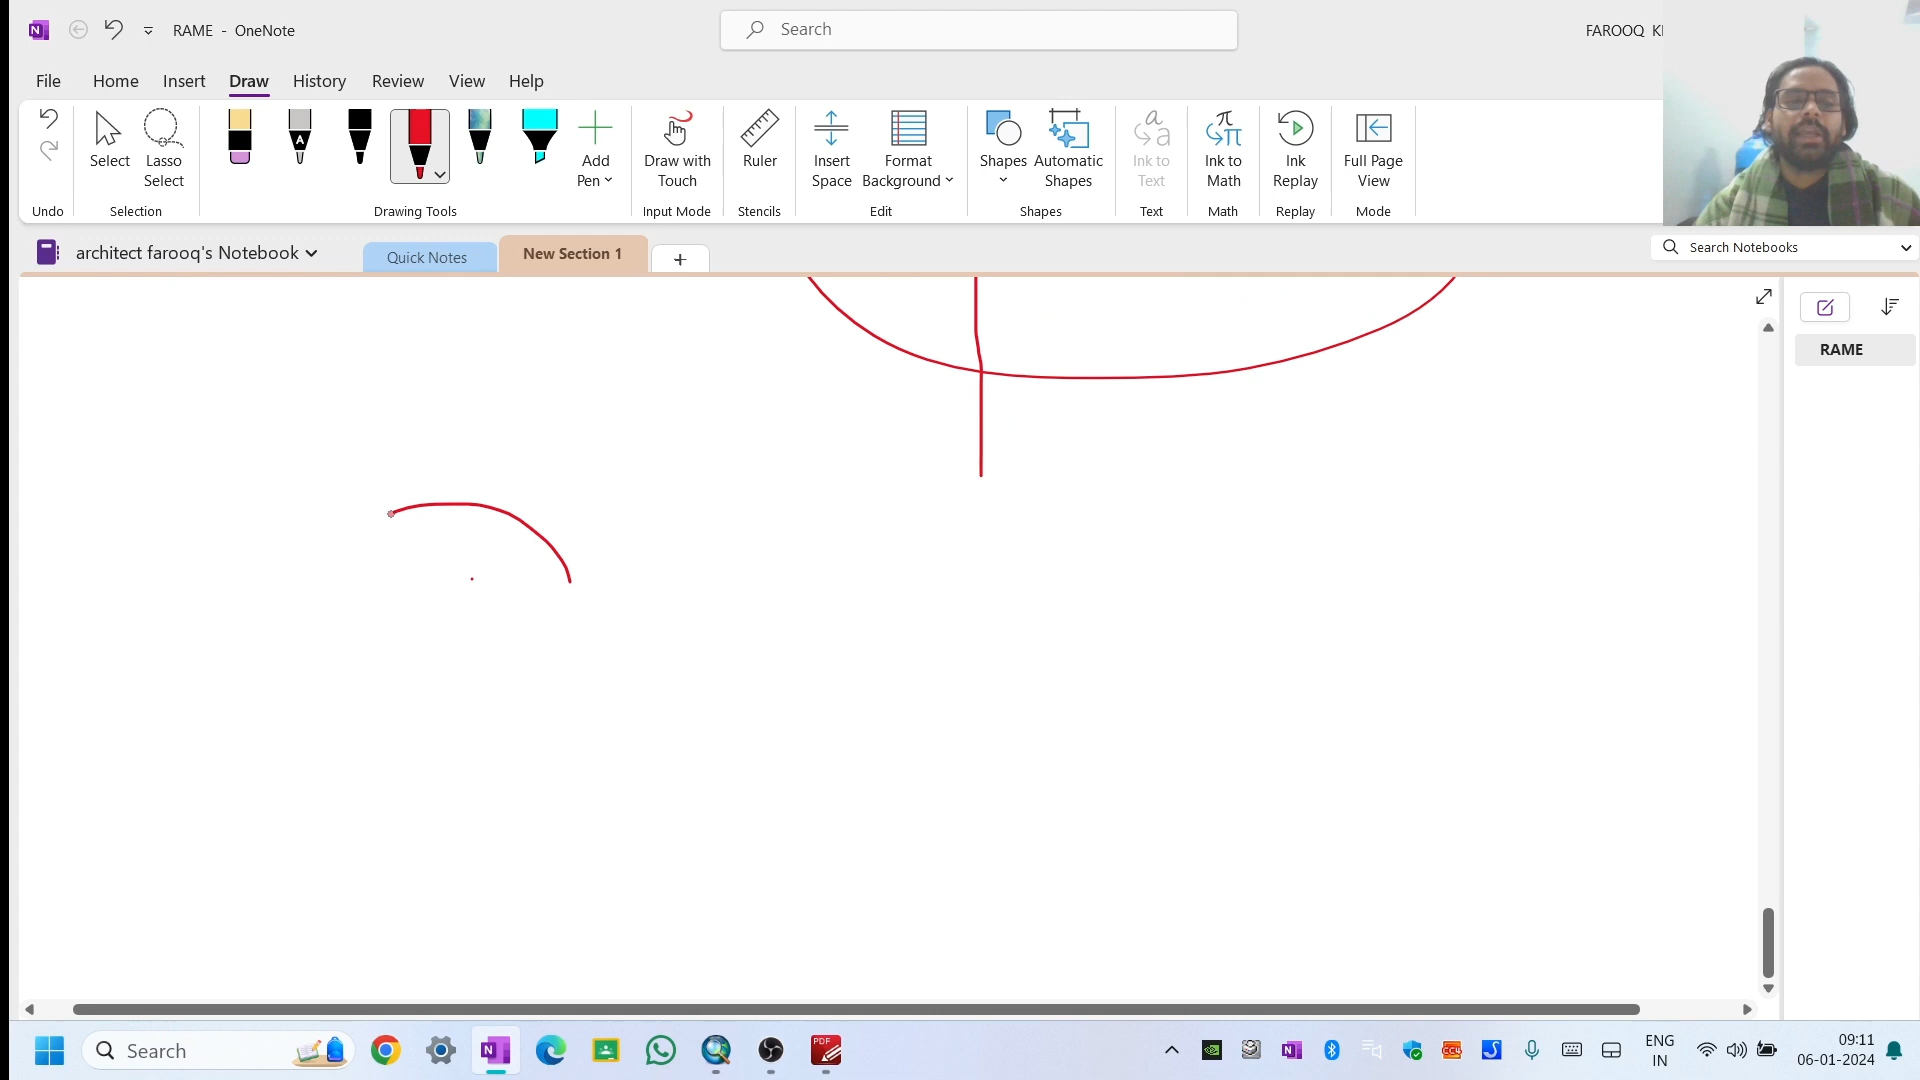 RAME - OneNote
Search
FAROOQ
File Home Insert Draw History Review View Help
Select
Lasso Select
Add Pen
Draw with Touch
Ruler
Insert Space
Format Background
Shapes
Automatic Shapes
Ink to Text
Ink to Math
Ink Replay
Full Page View
Undo Selection Drawing Tools Input Mode Stencils Edit Shapes Text Math Replay Mode
architect farooq's Notebook Quick Notes New Section 1 + Search Notebooks
RAME
Search
PDF
ENG
IN
09:11
06-01-2024